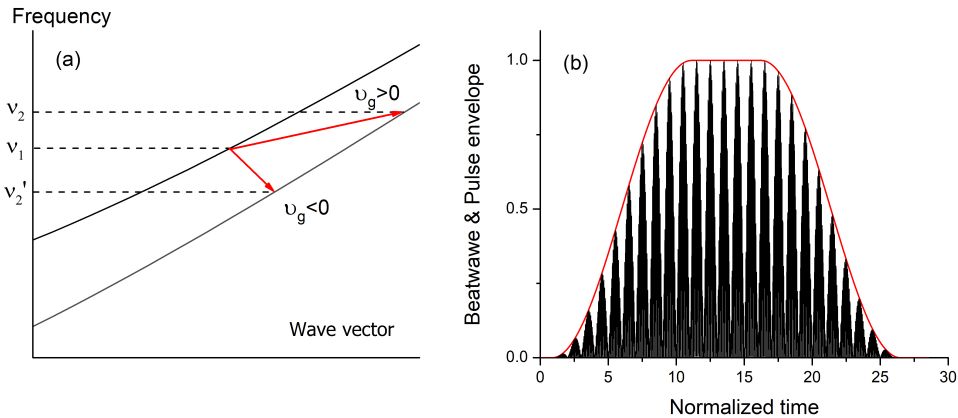 Frequency
(a)
ν2
ν1
ν2'
υg>0
υg<0
Wave vector
(b)
Beatwawe & Pulse envelope
1.0
0.5
0.0
0 5 10 15 20 25 30
Normalized time